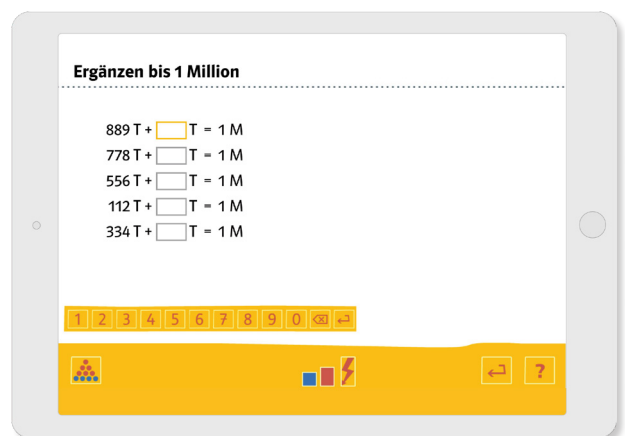 Ergänzen bis 1 Million
889 T + T = 1 M
778 T + T = 1 M
556 T + T = 1 M
112 T + T = 1 M
334 T + T = 1 M
1 2 3 4 5 6 7 8 9 0
?